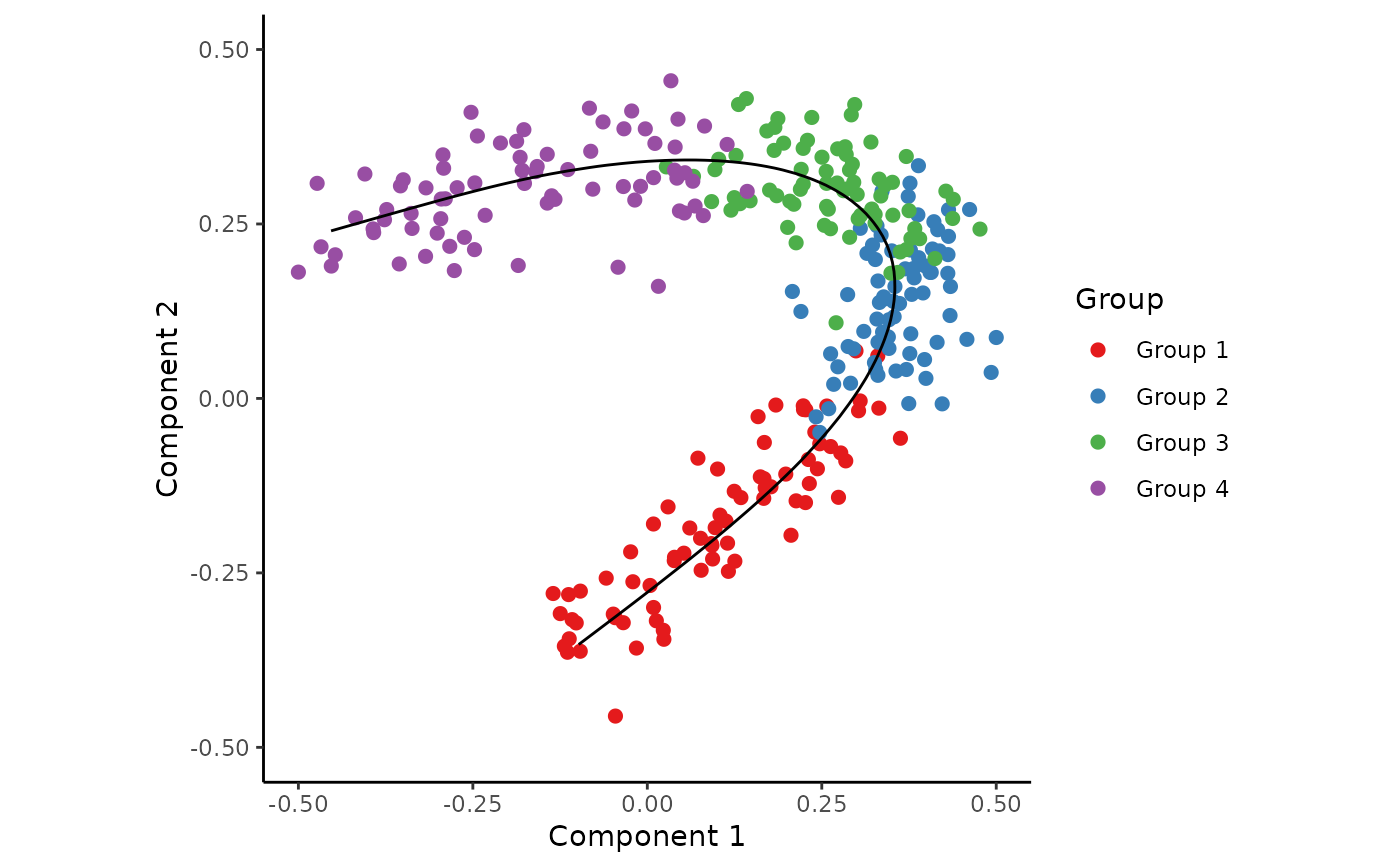 0.50
0.25
0.00
-0.25
-0.50
Component 2
-0.50 -0.25 0.00 0.25 0.50
Component 1
Group
Group 1
Group 2
Group 3
Group 4